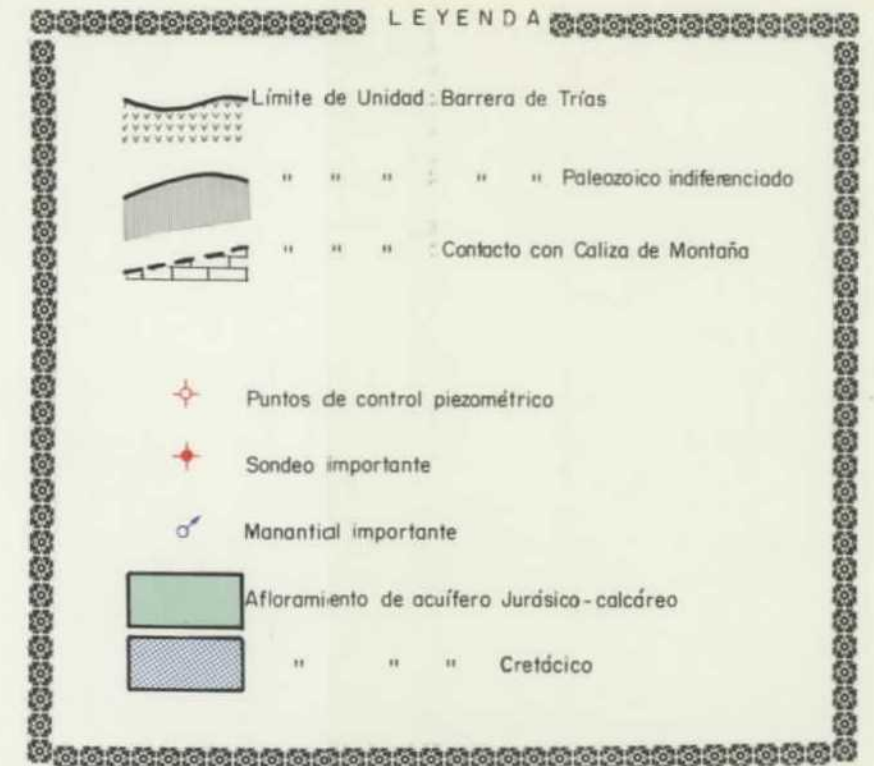 LEYENDA
Límite de Unidad : Barrera de Trías
" " " : " " Paleozoico indiferenciado
" " " : Contacto con Caliza de Montaña
Puntos de control piezométrico
Sondeo importante
Manantial importante
Afloramiento de acuífero Jurásico-calcáreo
" " " Cretácico